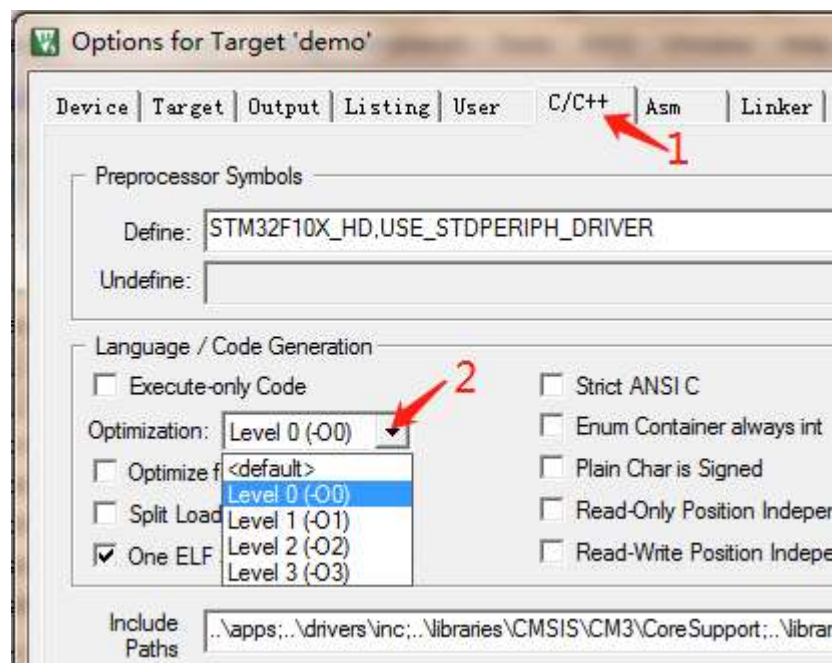 Options for Target 'demo'
Device Target Output Listing User C/C++ Asm Linker
1
Preprocessor Symbols
Define: STM32F10X_HD,USE_STDPERIPH_DRIVER
Undefine:
Language / Code Generation
Execute-only Code
2
Strict ANSI C
Optimization: Level 0 (-O0)
Enum Container always int
Optimize f
<default>
Plain Char is Signed
Level 0 (-O0)
Split Load
Level 1 (-O1)
Read-Only Position Indeper
Level 2 (-O2)
One ELF
Level 3 (-O3)
Read-Write Position Indepe
Include
Paths
..\apps;..\drivers\inc;..\libraries\CMSIS\CM3\CoreSupport;..\librar